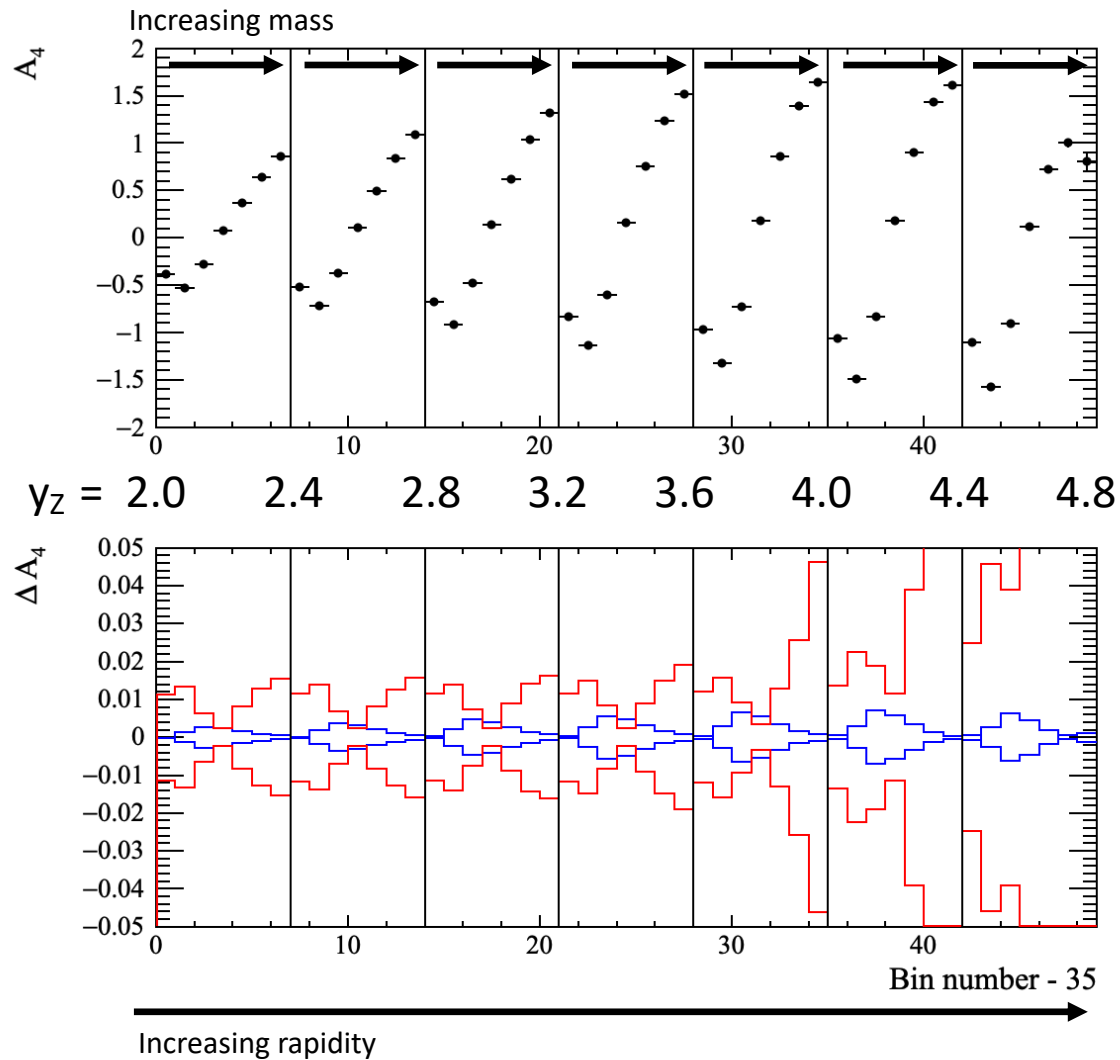 Increasing mass
A4
2
1.5
1
0.5
0
−0.5
−1
−1.5
−2
0 10 20 30 40
yZ = 2.0 2.4 2.8 3.2 3.6 4.0 4.4 4.8
Δ A4
0.05
0.04
0.03
0.02
0.01
0
−0.01
−0.02
−0.03
−0.04
−0.05
0 10 20 30 40
Bin number - 35
Increasing rapidity